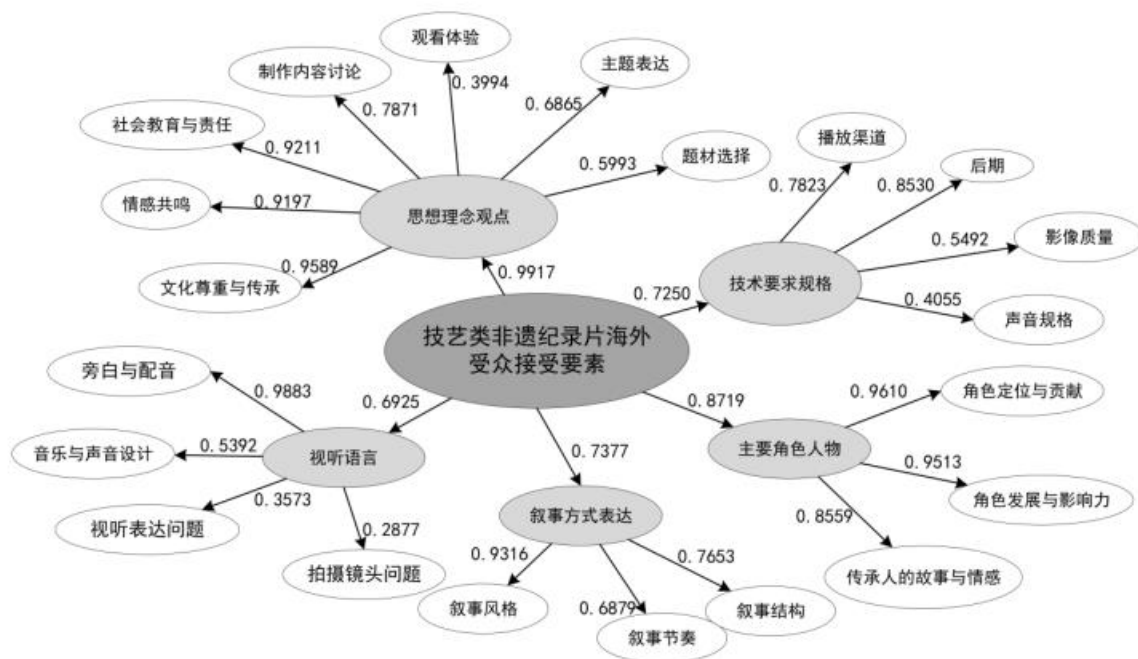 观看体验
主题表达
制作内容讨论
0.3994
0.6865
0.7871
社会教育与责任
0.9211
播放渠道
题材选择
0.5993
后期
0.7823
0.8530
情感共鸣
0.9197
思想理念观点
影像质量
0.5492
文化尊重与传承
0.9589
0.9917
技术要求规格
0.7250
0.4055
声音规格
技艺类非遗纪录片海外
受众接受要素
旁白与配音
0.9883
0.6925
0.8719
0.9610
角色定位与贡献
音乐与声音设计
0.5392
视听语言
0.7377
主要角色人物
0.9513
角色发展与影响力
0.3573
视听表达问题
0.2877
叙事方式表达
0.8559
拍摄镜头问题
0.9316
0.7653
传承人的故事与情感
叙事风格
0.6879
叙事结构
叙事节奏